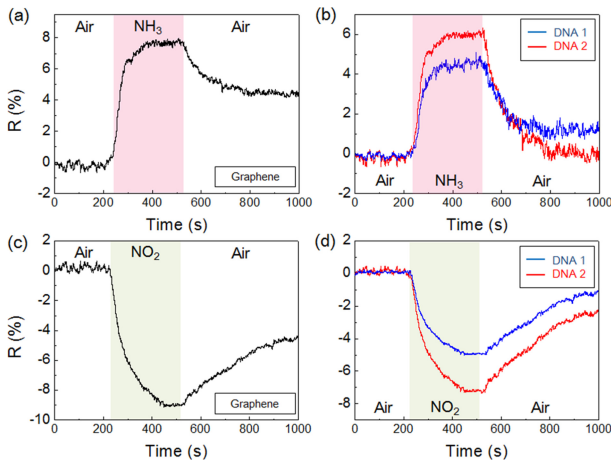 (a)
Air
NH3
Air
8
6
4
2
0
-2
R (%)
Graphene
0
200
400
600
800
1000
Time (s)
(b)
DNA 1
DNA 2
6
4
2
0
-2
R (%)
Air
NH3
Air
0
200
400
600
800
1000
Time (s)
(c)
Air
NO2
Air
2
0
-2
-4
-6
-8
-10
R (%)
Graphene
0
200
400
600
800
1000
Time (s)
(d)
DNA 1
DNA 2
2
0
-2
-4
-6
-8
R (%)
Air
NO2
Air
0
200
400
600
800
1000
Time (s)